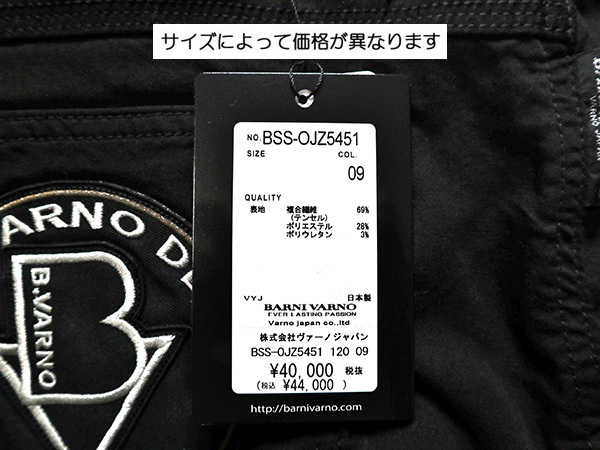 サイズによって価格が異なります
NO. BSS-OJZ5451
SIZE COL.
09
QUALITY
表地 複合繊維 69%
(テンセル)
ポリエステル 28%
ポリウレタン 3%
VYJ 日本製
BARNI VARNO
EVER LASTING PASSION
Varno japan co.,ltd
株式会社ヴァーノジャパン
BSS-OJZ5451 120 09
¥40,000 税抜
(税込 ¥44,000)
http://barnivarno.com
VARNO DE
B.VARNO
B